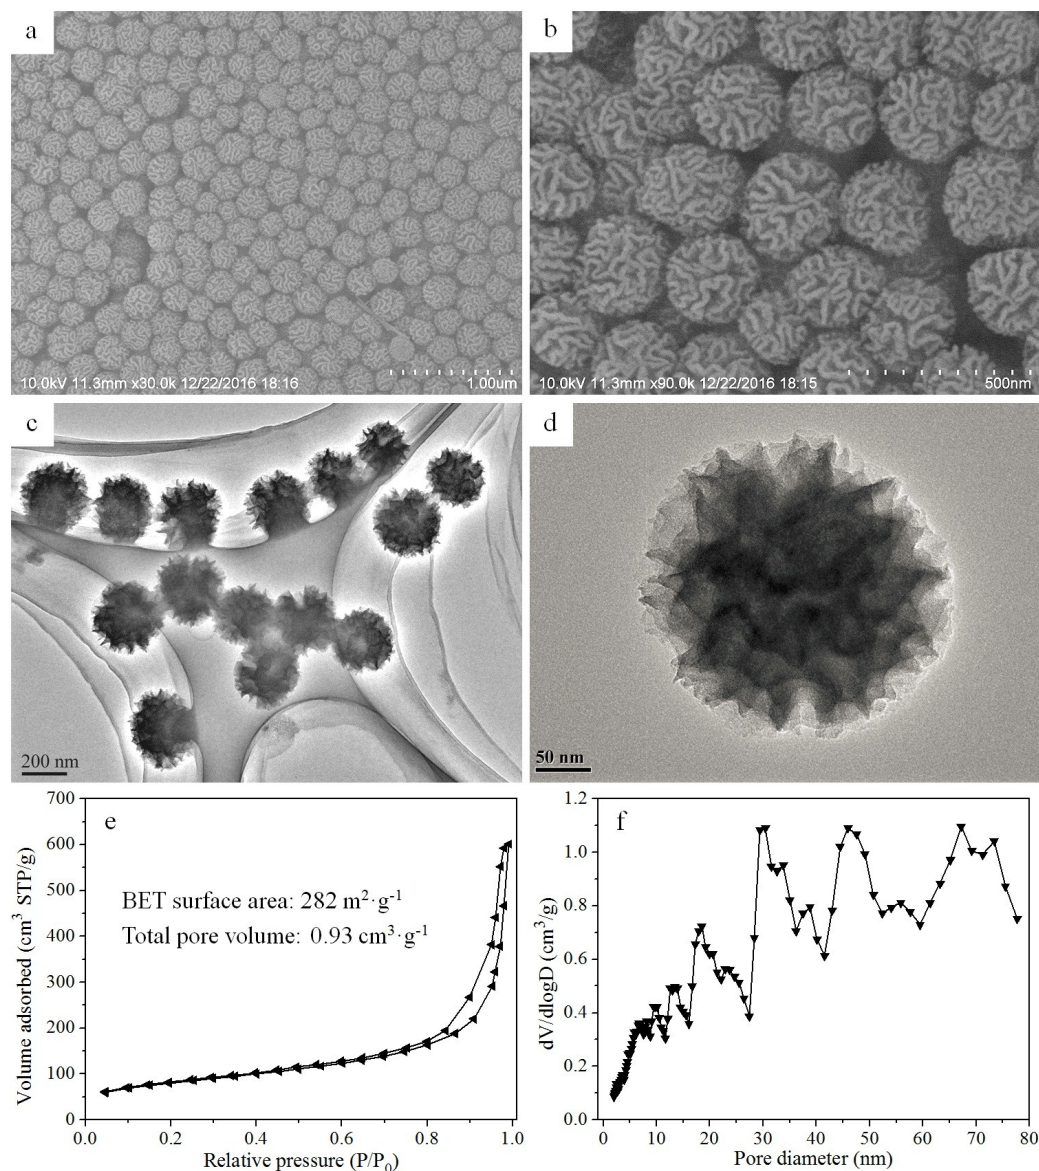 a
10.0kV 11.3mm x30.0k 12/22/2016 18:16
1.00um
b
10.0kV 11.3mm x90.0k 12/22/2016 18:15
500nm
c
200 nm
d
50 nm
e
BET surface area: 282 m²·g⁻¹
Total pore volume: 0.93 cm³·g⁻¹
Volume adsorbed (cm³ STP/g)
700
600
500
400
300
200
100
0
0.0 0.2 0.4 0.6 0.8 1.0
Relative pressure (P/P₀)
f
dV/dlogD (cm³/g)
1.2
1.0
0.8
0.6
0.4
0.2
0.0
0 10 20 30 40 50 60 70 80
Pore diameter (nm)